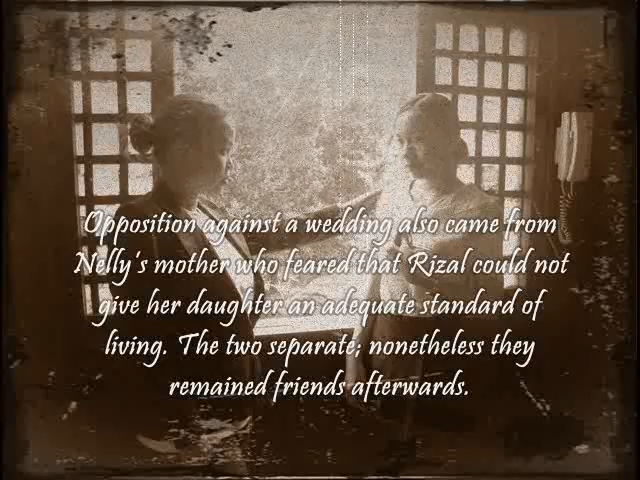 Opposition against a wedding also came from
Nelly's mother who feared that Rizal could not
give her daughter an adequate standard of
living. The two separate; nonetheless they
remained friends afterwards.